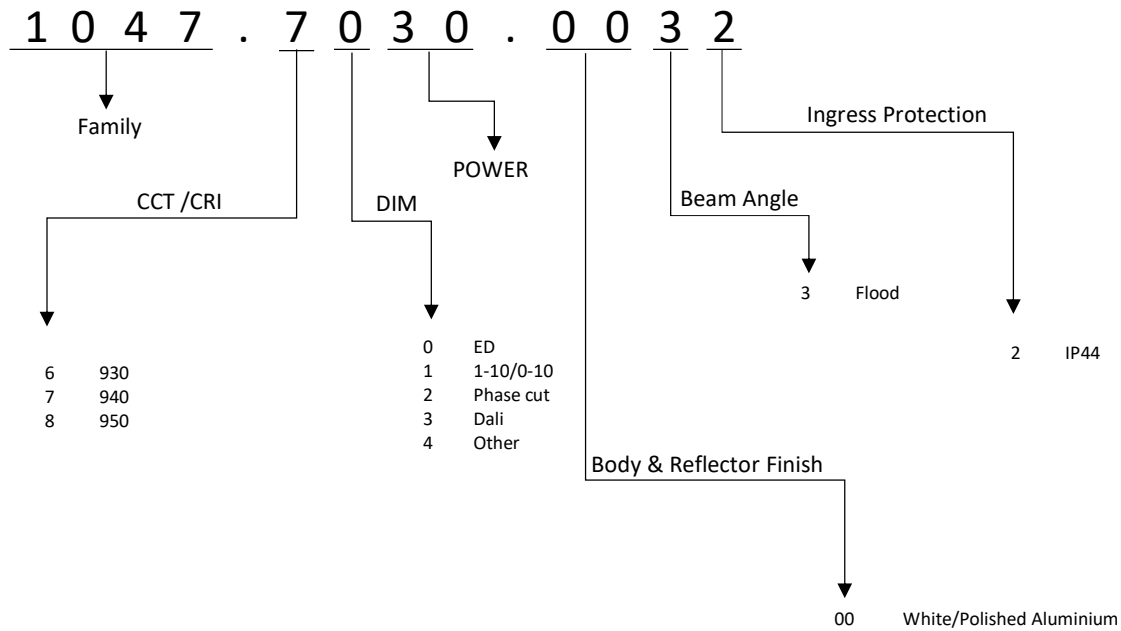 1 0 4 7 . 7 0 3 0 . 0 0 3 2
Family
POWER
Ingress Protection
CCT /CRI
DIM
Beam Angle
3 Flood
6 930
7 940
8 950
0 ED
1 1-10/0-10
2 Phase cut
3 Dali
4 Other
2 IP44
Body & Reflector Finish
00 White/Polished Aluminium